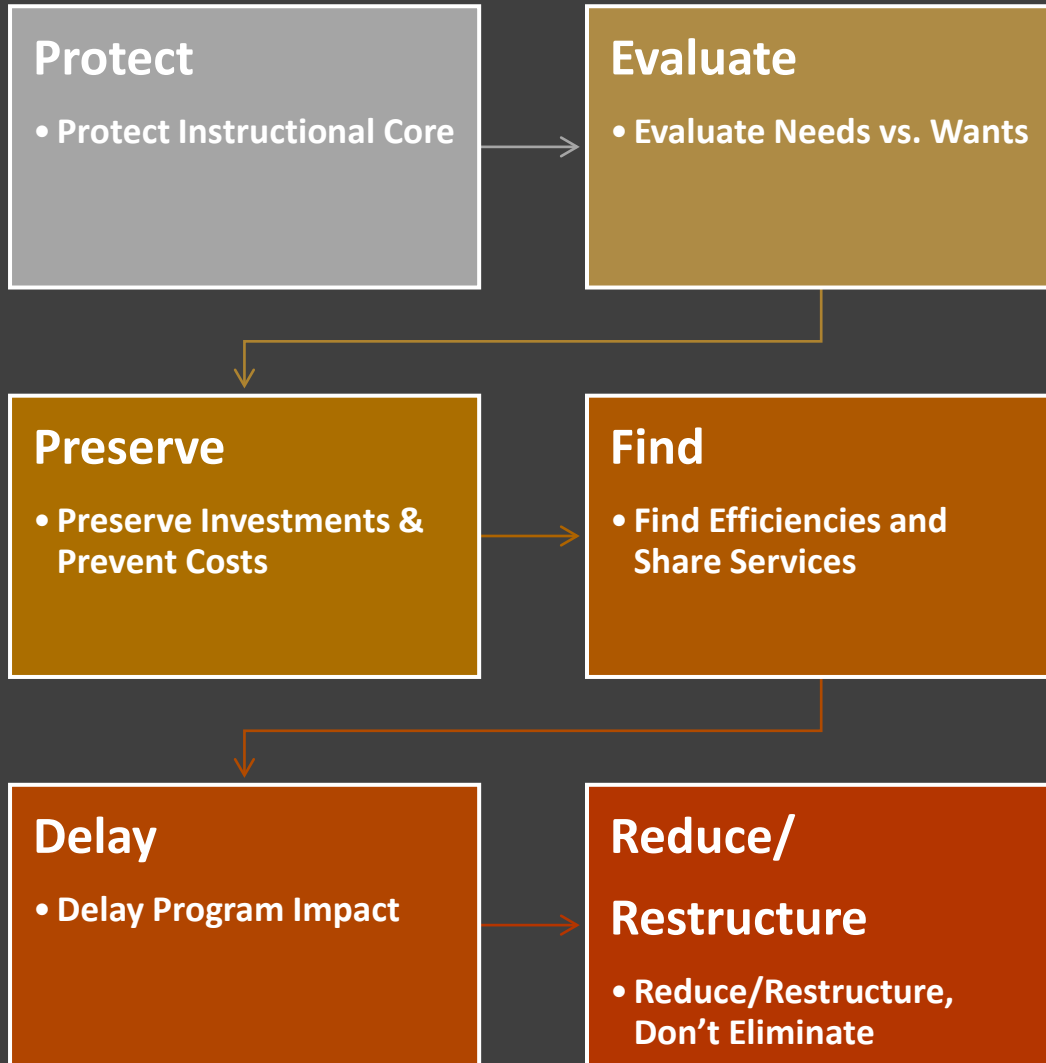 Protect
• Protect Instructional Core
Evaluate
• Evaluate Needs vs. Wants
Preserve
• Preserve Investments &
Prevent Costs
Find
• Find Efficiencies and
Share Services
Delay
• Delay Program Impact
Reduce/
Restructure
• Reduce/Restructure,
Don’t Eliminate